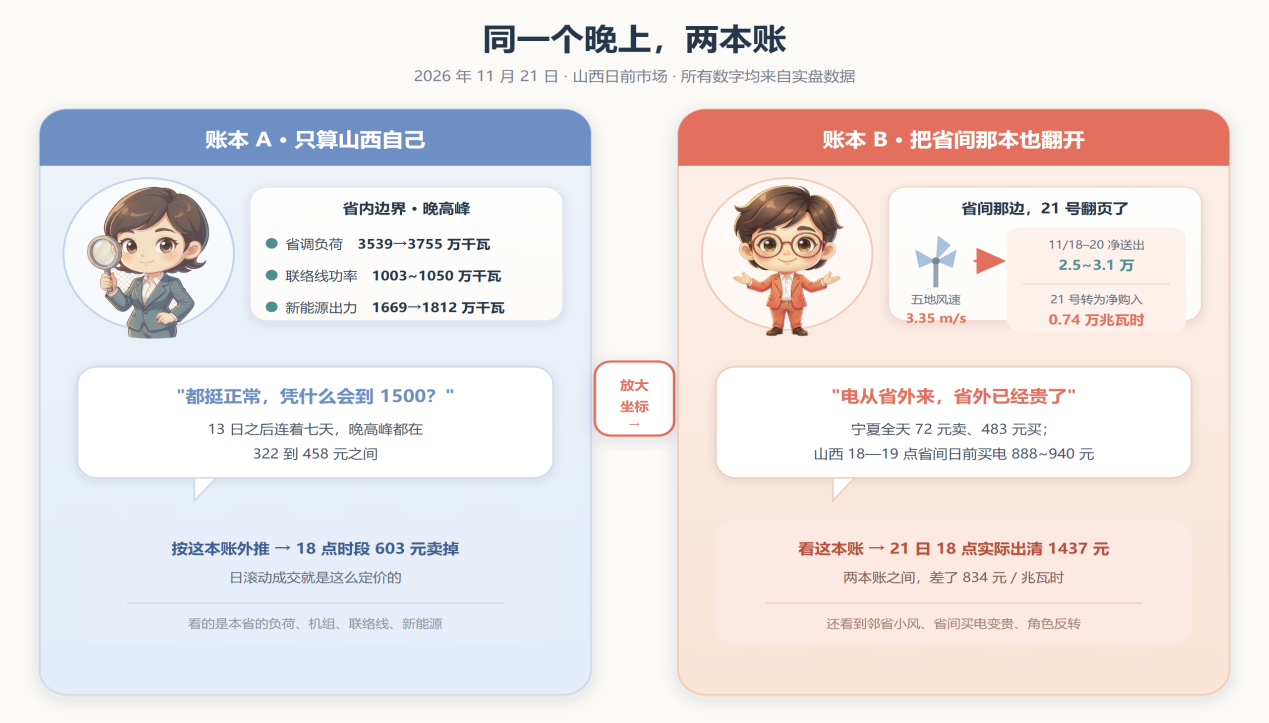 同一个晚上，两本账
2026 年 11 月 21 日 · 山西日前市场 · 所有数字均来自实盘数据
账本 A • 只算山西自己
省内边界 • 晚高峰
省调负荷 3539→3755 万千瓦
联络线功率 1003~1050 万千瓦
新能源出力 1669→1812 万千瓦
"都挺正常，凭什么会到 1500？"
13 日之后连着七天，晚高峰都在
322 到 458 元之间
按这本账外推 → 18 点时段 603 元卖掉
日滚动成交就是这么定价的
看的是本省的负荷、机组、联络线、新能源
放大
坐标
→
账本 B • 把省间那本也翻开
省间那边，21 号翻页了
五地风速
3.35 m/s
11/18–20 净送出
2.5~3.1 万
21 号转为净购入
0.74 万兆瓦时
"电从省外来，省外已经贵了"
宁夏全天 72 元卖、483 元买；
山西 18—19 点省间日前买电 888~940 元
看这本账 → 21 日 18 点实际出清 1437 元
两本账之间，差了 834 元 / 兆瓦时
还看到邻省小风、省间买电变贵、角色反转